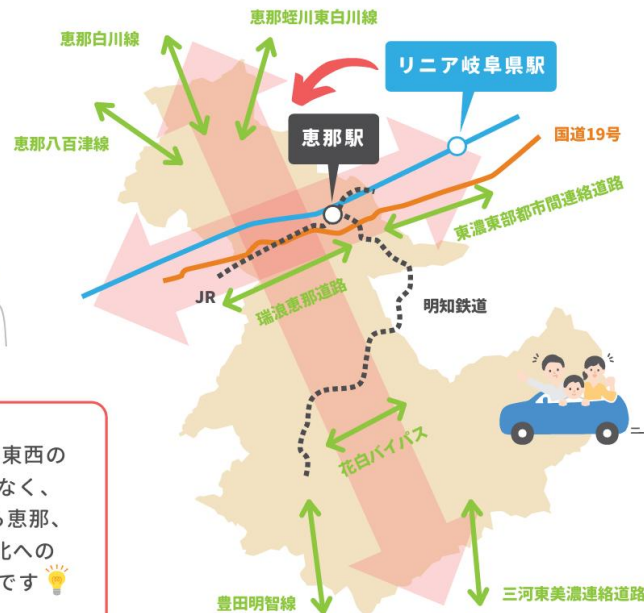 恵那白川線
恵那蛭川東白川線
リニア岐阜県駅
恵那八百津線
恵那駅
国道19号
東濃東部都市間連絡道路
JR
瑞浪恵那道路
明知鉄道
花白バイパス
東西の
なく、
恵那、
北への
です
豊田明智線
三河東美濃連絡道路